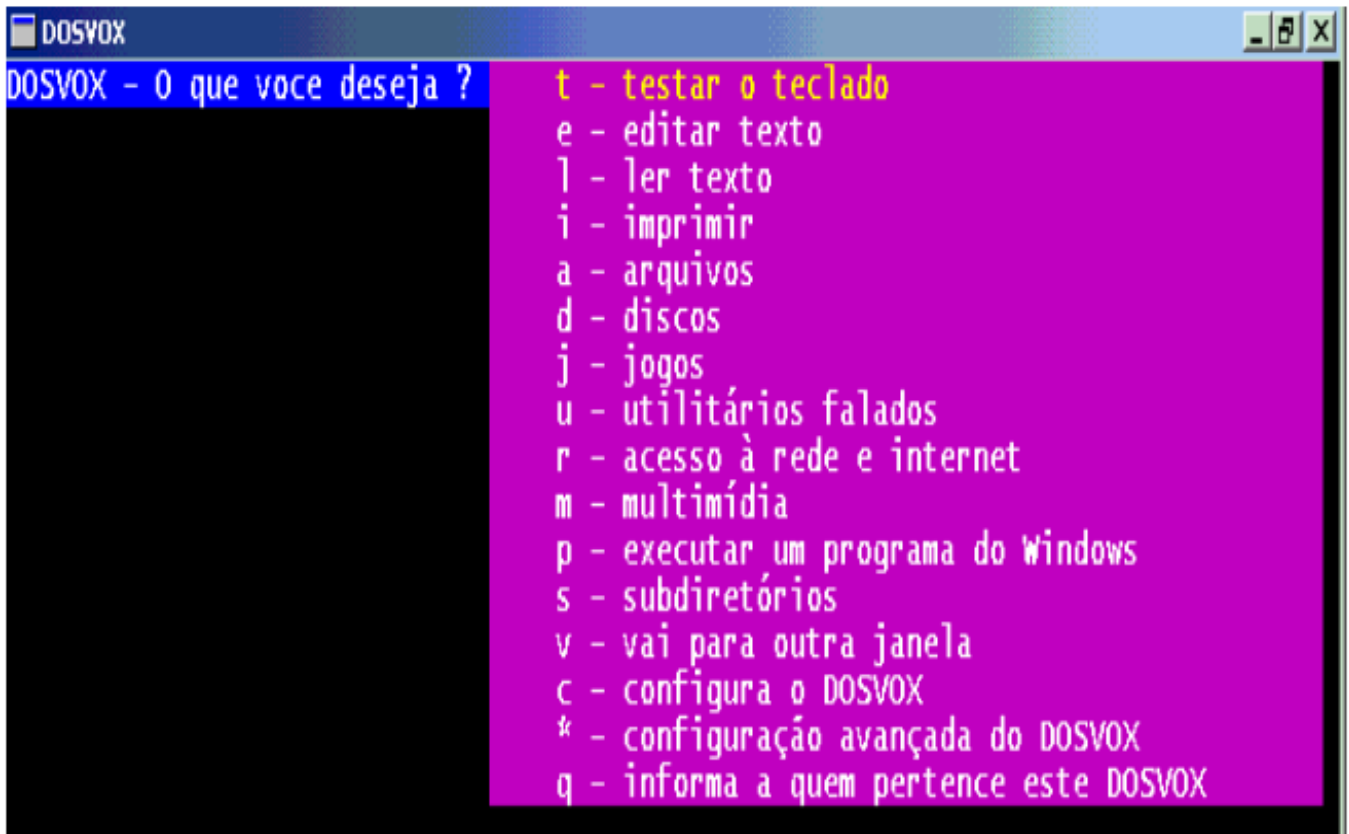 DOSVOX
DOSVOX - O que voce deseja ?
t - testar o teclado
e - editar texto
l - ler texto
i - imprimir
a - arquivos
d - discos
j - jogos
u - utilitários falados
r - acesso à rede e internet
m - multimídia
p - executar um programa do Windows
s - subdiretórios
v - vai para outra janela
c - configura o DOSVOX
* - configuração avançada do DOSVOX
q - informa a quem pertence este DOSVOX